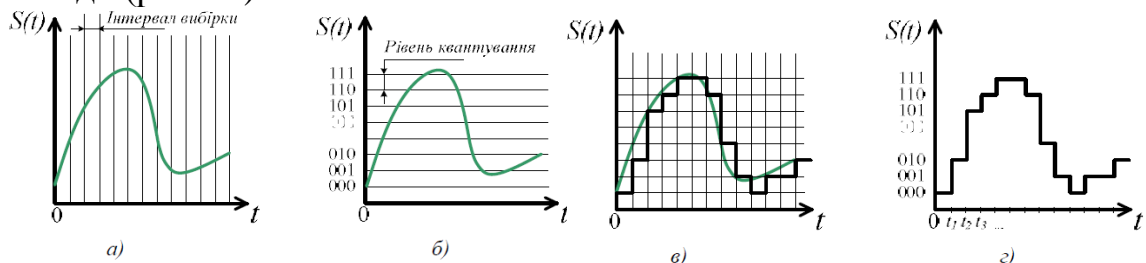 S(t)
Інтервал вибірки
0
t
а)
S(t)
Рівень квантування
111
110
101
010
001
000
0
t
б)
S(t)
0
t
в)
S(t)
111
110
101
010
001
000
0
t1 t2 t3 ...
t
г)